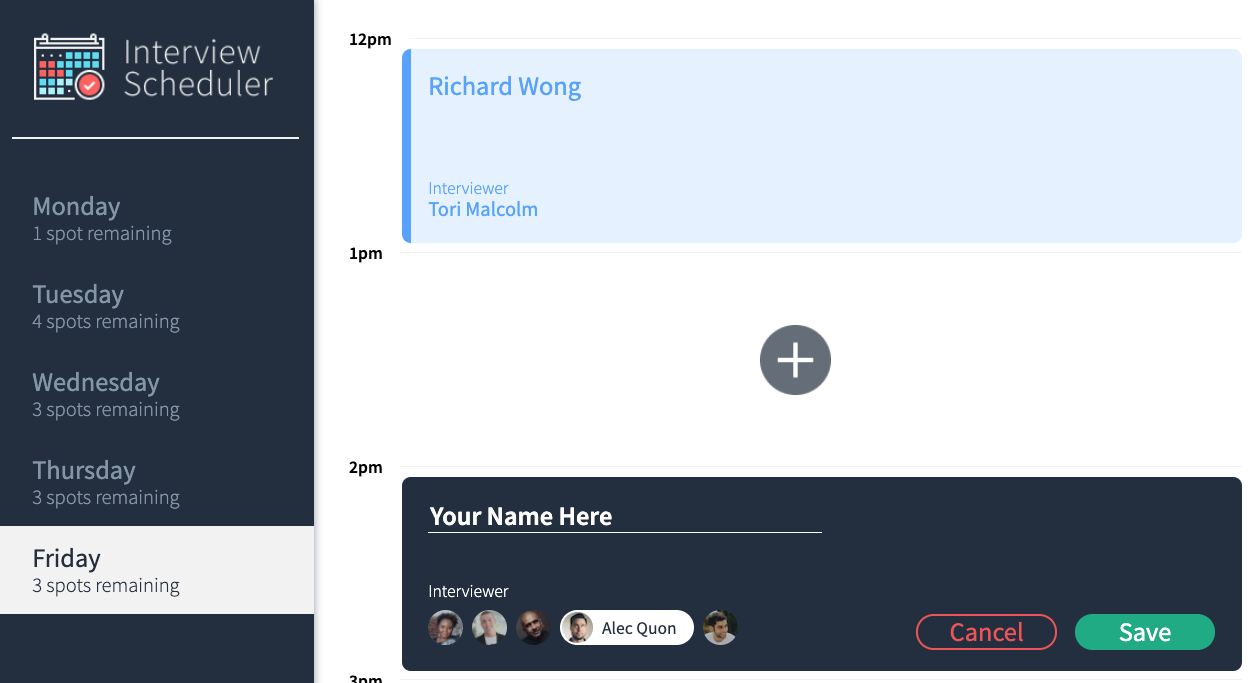 Interview
Scheduler
Monday
1 spot remaining
Tuesday
4 spots remaining
Wednesday
3 spots remaining
Thursday
3 spots remaining
Friday
3 spots remaining
12pm
Richard Wong
Interviewer
Tori Malcolm
1pm
2pm
Your Name Here
Interviewer
Alec Quon
Cancel
Save
3pm